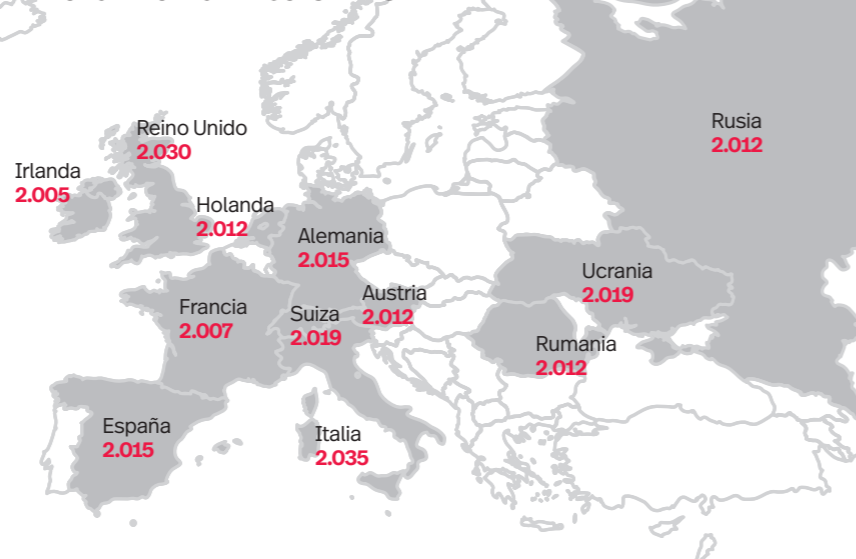 Reino Unido
2.030
Rusia
2.012
Irlanda
2.005
Holanda
2.012
Alemania
2.015
Ucrania
2.019
Austria
2.012
Francia
2.007
Suiza
2.019
Rumania
2.012
España
2.015
Italia
2.035